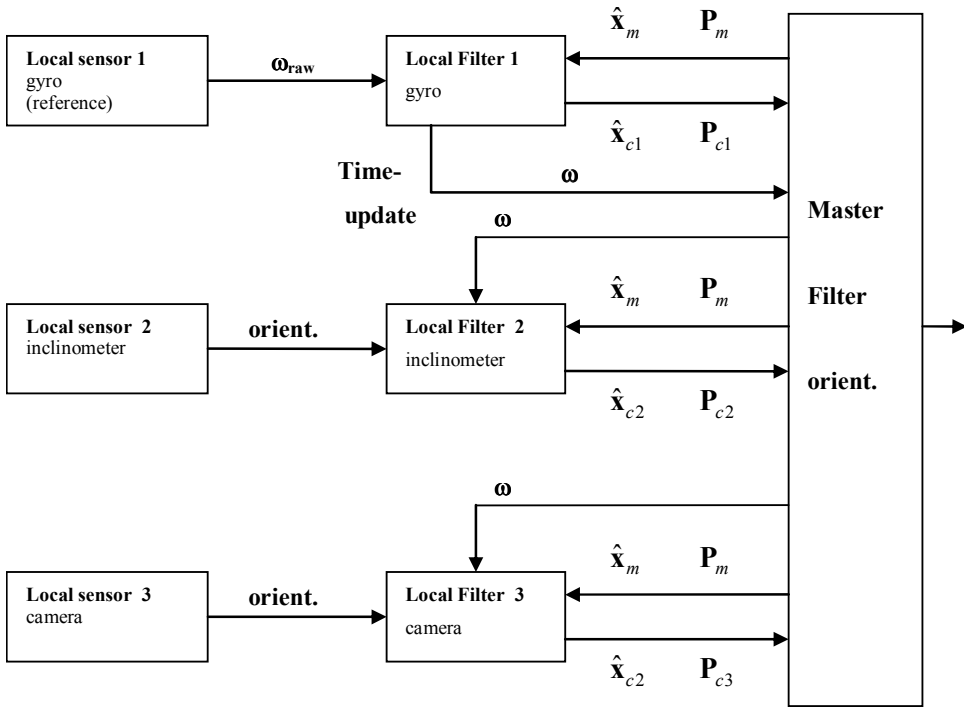 Local sensor 1
gyro
(reference)
ω_raw
Local Filter 1
gyro
x̂_m P_m
x̂_c1 P_c1
Time-
update
ω
ω
Master
Filter
orient.
Local sensor 2
inclinometer
orient.
Local Filter 2
inclinometer
x̂_m P_m
x̂_c2 P_c2
ω
Local sensor 3
camera
orient.
Local Filter 3
camera
x̂_m P_m
x̂_c2 P_c3